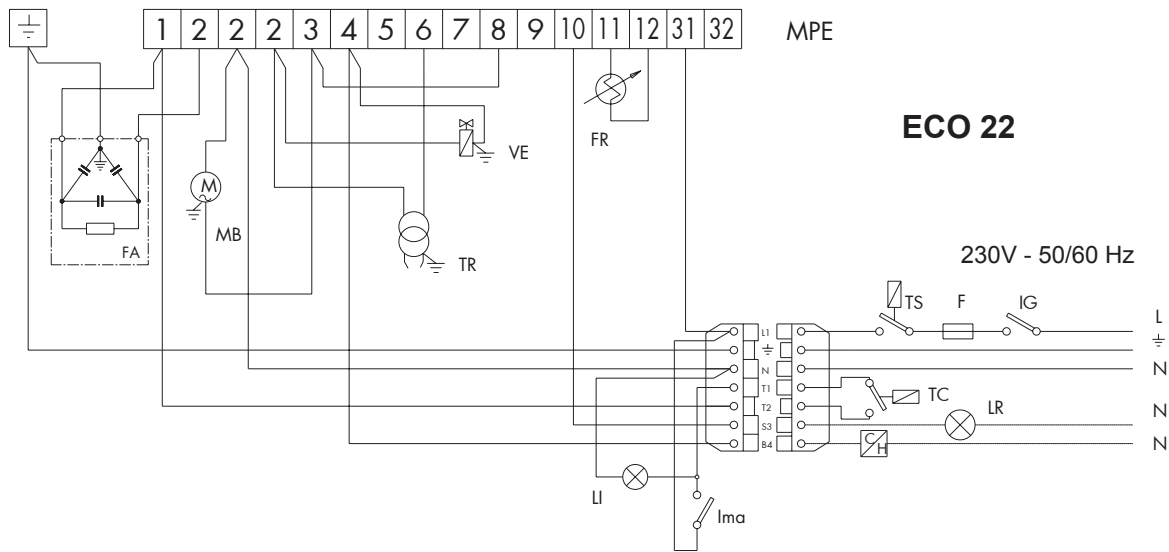 1 2 2 2 3 4 5 6 7 8 9 10 11 12 31 32 MPE
ECO 22
FR
VE
M
MB
FA
TR
230V - 50/60 Hz
TS F IG
L
L1
N N
T1
TC
T2 LR N
S3
B4 C/H N
LI
Ima